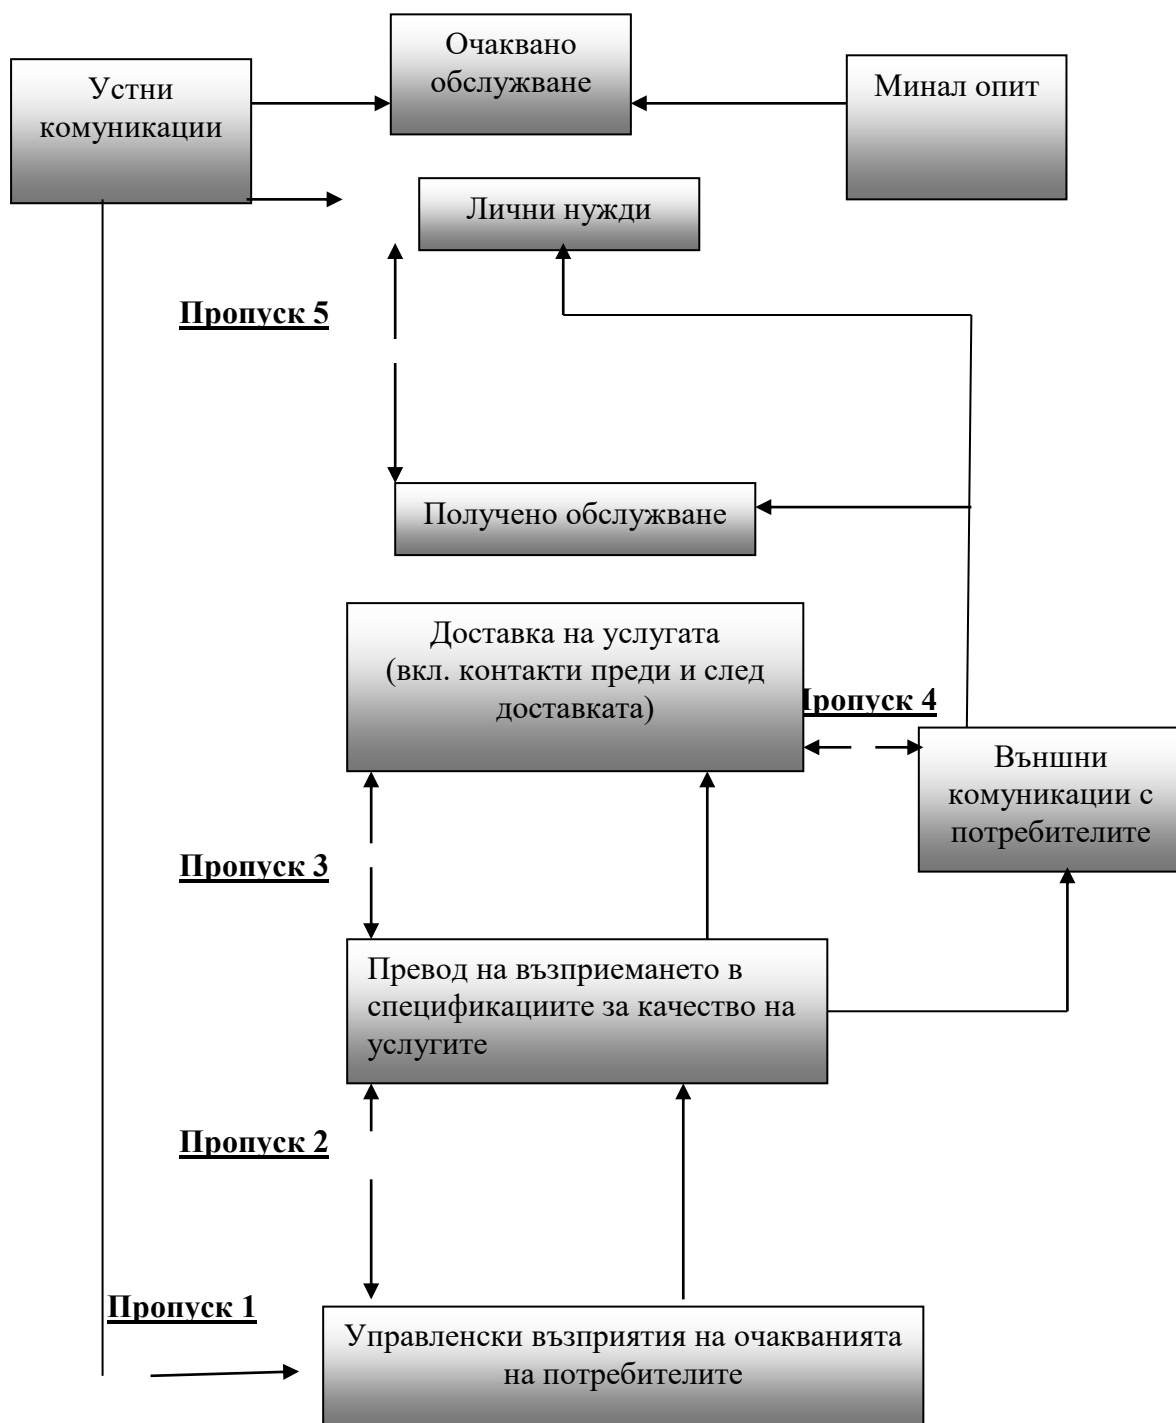 Очаквано
обслужване
Устни
комуникации
Минал опит
Лични нужди
Пропуск 5
Получено обслужване
Доставка на услугата
(вкл. контакти преди и след
доставката)
Пропуск 4
Външни
комуникации с
потребителите
Пропуск 3
Превод на възприемането в
спецификациите за качество на
услугите
Пропуск 2
Пропуск 1
Управленски възприятия на очакванията
на потребителите